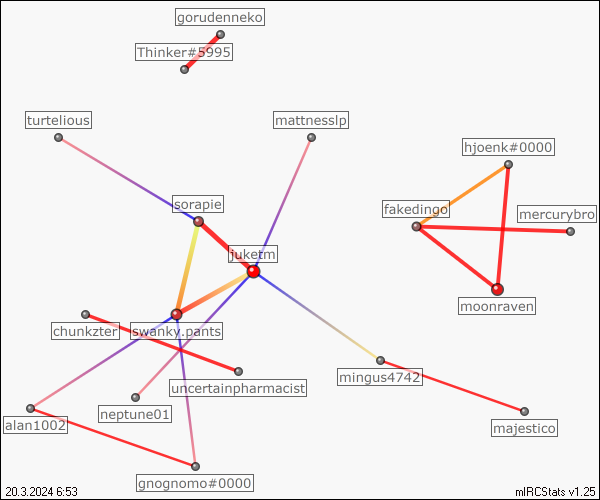 gorudenneko
Thinker#5995
turtelious
mattnesslp
hjoenk#0000
sorapie
fakedingo
mercurybro
juketm
moonraven
chunkzter
swanky.pants
mingus4742
uncertainpharmacist
neptune01
alan1002
majestico
gnognomo#0000
20.3.2024 6:53
mIRCStats v1.25